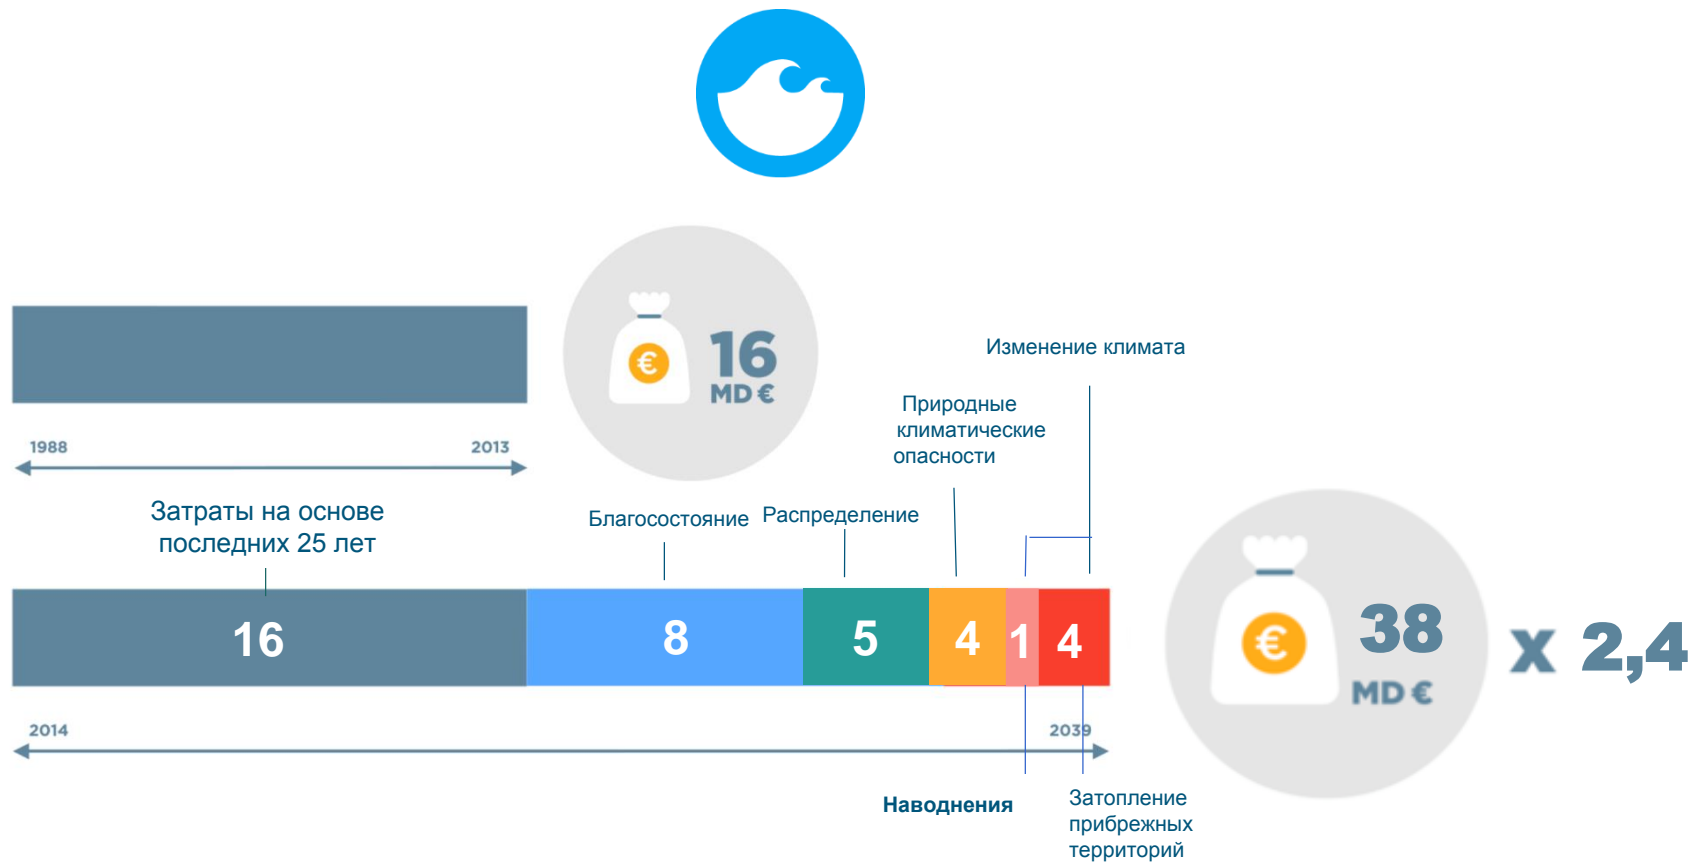 €
16
MD €
1988
2013
Изменение климата
Природные
климатические
опасности
Затраты на основе
последних 25 лет
Благосостояние
Распределение
16
8
5
4
1
4
€
38
MD €
x 2,4
2014
2039
Наводнения
Затопление
прибрежных
территорий